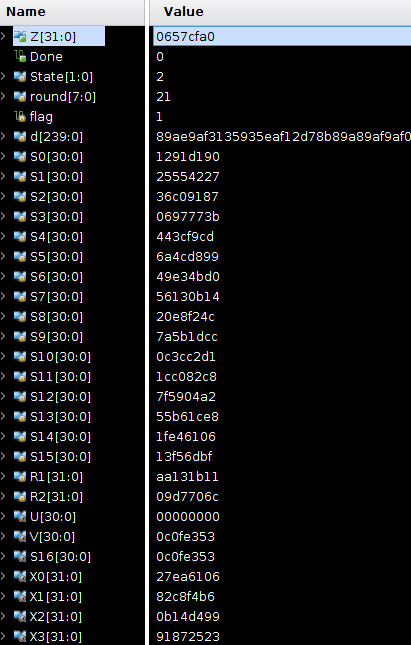 Name Value
Z[31:0] 0657cfa0
Done 0
State[1:0] 2
round[7:0] 21
flag 1
d[239:0] 89ae9af3135935eaf12d78b89a89af9af0
S0[30:0] 1291d190
S1[30:0] 25554227
S2[30:0] 36c09187
S3[30:0] 0697773b
S4[30:0] 443cf9cd
S5[30:0] 6a4cd899
S6[30:0] 49e34bd0
S7[30:0] 56130b14
S8[30:0] 20e8f24c
S9[30:0] 7a5b1dcc
S10[30:0] 0c3cc2d1
S11[30:0] 1cc082c8
S12[30:0] 7f5904a2
S13[30:0] 55b61ce8
S14[30:0] 1fe46106
S15[30:0] 13f56dbf
R1[31:0] aa131b11
R2[31:0] 09d7706c
U[30:0] 00000000
V[30:0] 0c0fe353
S16[30:0] 0c0fe353
X0[31:0] 27ea6106
X1[31:0] 82c8f4b6
X2[31:0] 0b14d499
X3[31:0] 91872523